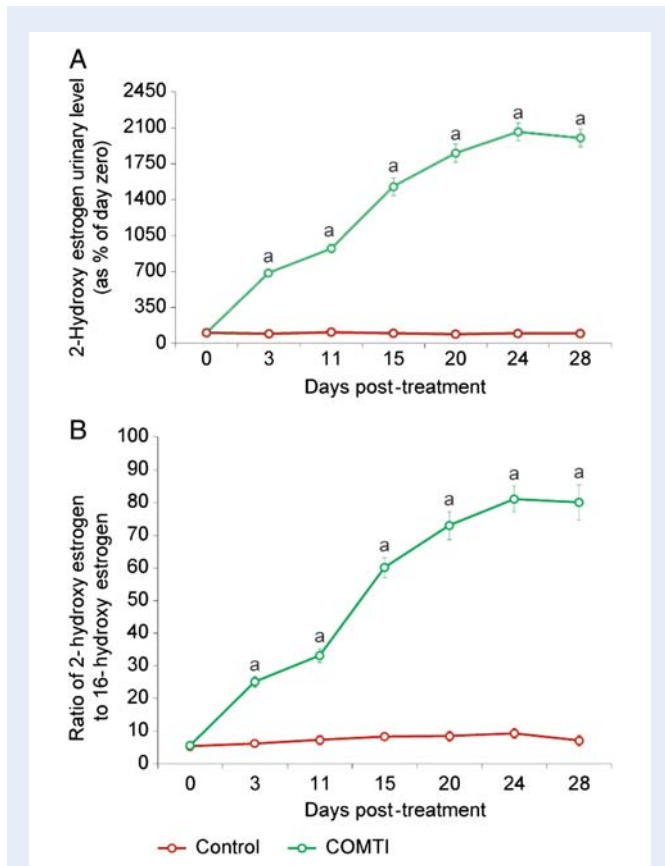 A
2-Hydroxy estrogen urinary level
(as % of day zero)
2450
2100
1750
1400
1050
700
350
0
a a a a a a
0 3 11 15 20 24 28
Days post-treatment
B
Ratio of 2-hydroxy estrogen
to 16-hydroxy estrogen
100
90
80
70
60
50
40
30
20
10
0
a a a a a a
0 3 11 15 20 24 28
Days post-treatment
Control COMTI